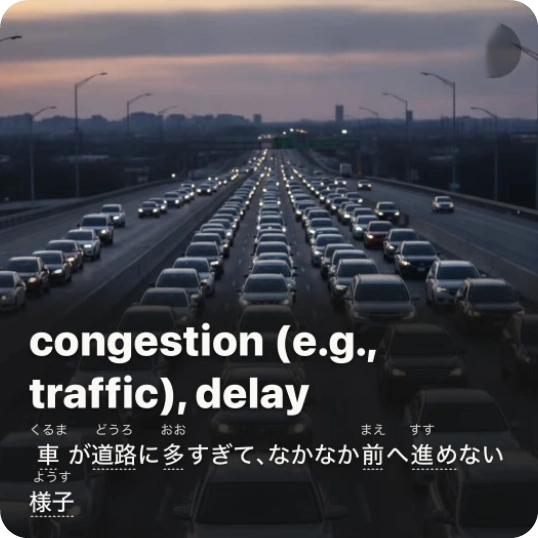 congestion (e.g.,
traffic), delay
くるま どうろ おお まえ すす
車が道路に多すぎて、なかなか前へ進めない
ようす
様子